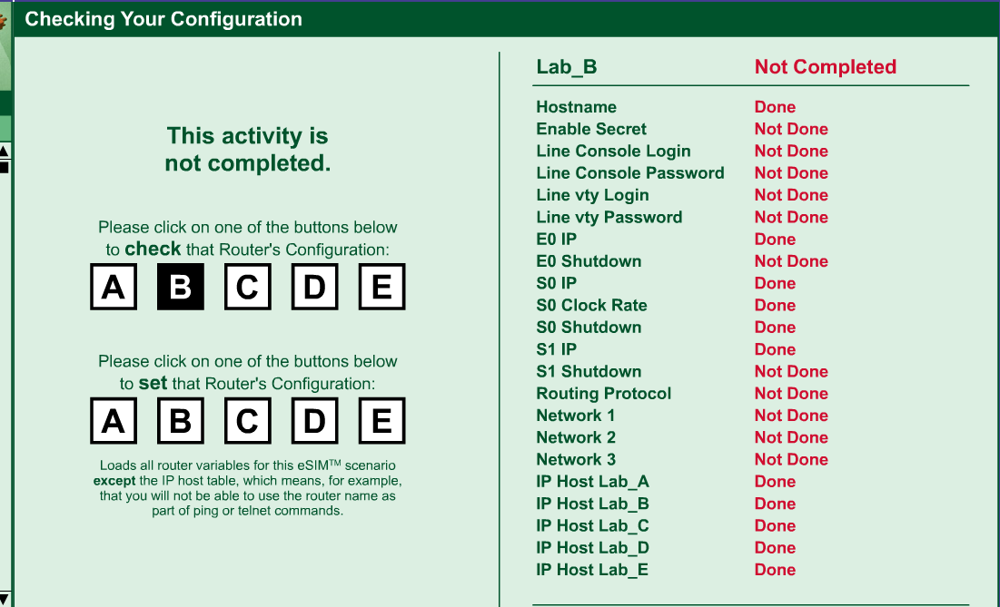 Checking Your Configuration
This activity is
not completed.
Please click on one of the buttons below
to check that Router's Configuration:
A B C D E
Please click on one of the buttons below
to set that Router's Configuration:
A B C D E
Loads all router variables for this eSIM™ scenario
except the IP host table, which means, for example,
that you will not be able to use the router name as
part of ping or telnet commands.
Lab_B Not Completed
Hostname Done
Enable Secret Not Done
Line Console Login Not Done
Line Console Password Not Done
Line vty Login Not Done
Line vty Password Not Done
E0 IP Done
E0 Shutdown Not Done
S0 IP Done
S0 Clock Rate Done
S0 Shutdown Done
S1 IP Done
S1 Shutdown Not Done
Routing Protocol Not Done
Network 1 Not Done
Network 2 Not Done
Network 3 Not Done
IP Host Lab_A Done
IP Host Lab_B Done
IP Host Lab_C Done
IP Host Lab_D Done
IP Host Lab_E Done